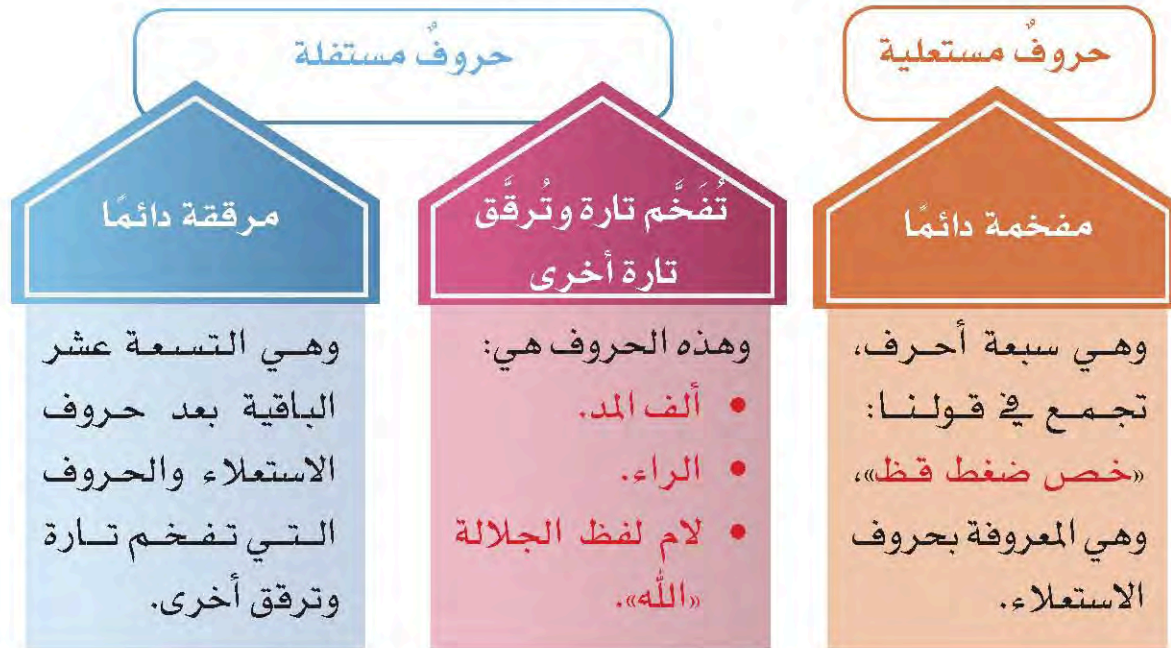 حروفٌ مستعلية
مفخمة دائمًا
وهي سبعة أحرف،
تجمع في قولنا:
«خص ضغط قظ»،
وهي المعروفة بحروف
الاستعلاء.
حروفٌ مستفلة
تُفَخَّم تارة وتُرقَّق
تارة أخرى
وهذه الحروف هي:
• ألف المد.
• الراء.
• لام لفظ الجلالة
«الله».
مرققة دائمًا
وهي التسعة عشر
الباقية بعد حروف
الاستعلاء والحروف
التي تفخم تارة
وترقق أخرى.